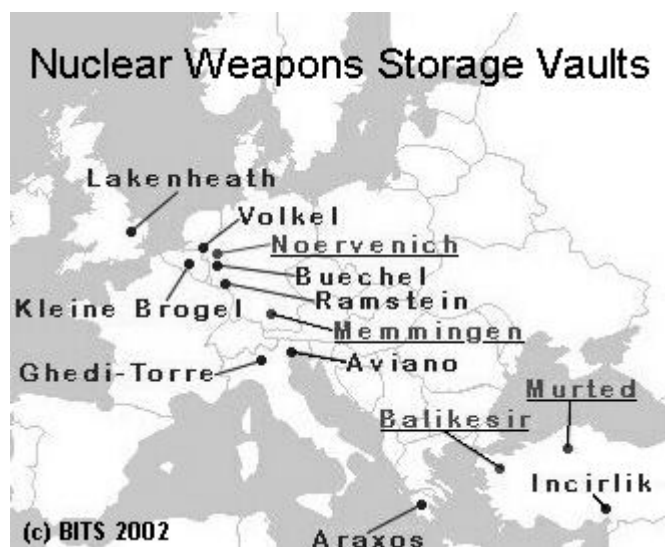 Nuclear Weapons Storage Vaults
Lakenheath
Volkel
Noervenich
Buechel
Kleine Brogel
Ramstein
Memmingen
Ghedi-Torre
Aviano
Murted
Balikesir
Incirlik
(c) BITS 2002
Araxos